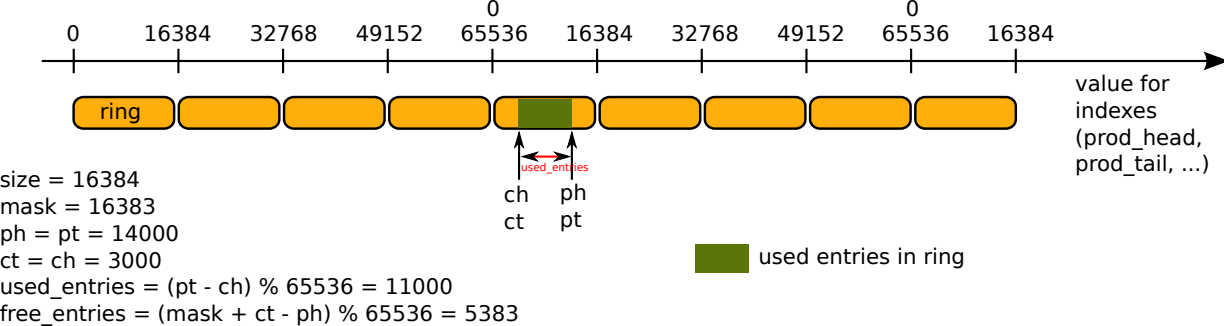 0 0
0 16384 32768 49152 65536 16384 32768 49152 65536 16384
value for
indexes
(prod_head,
prod_tail, ...)
ring
used_entries
ch ph
ct pt
size = 16384
mask = 16383
ph = pt = 14000
ct = ch = 3000
used_entries = (pt - ch) % 65536 = 11000
free_entries = (mask + ct - ph) % 65536 = 5383
used entries in ring